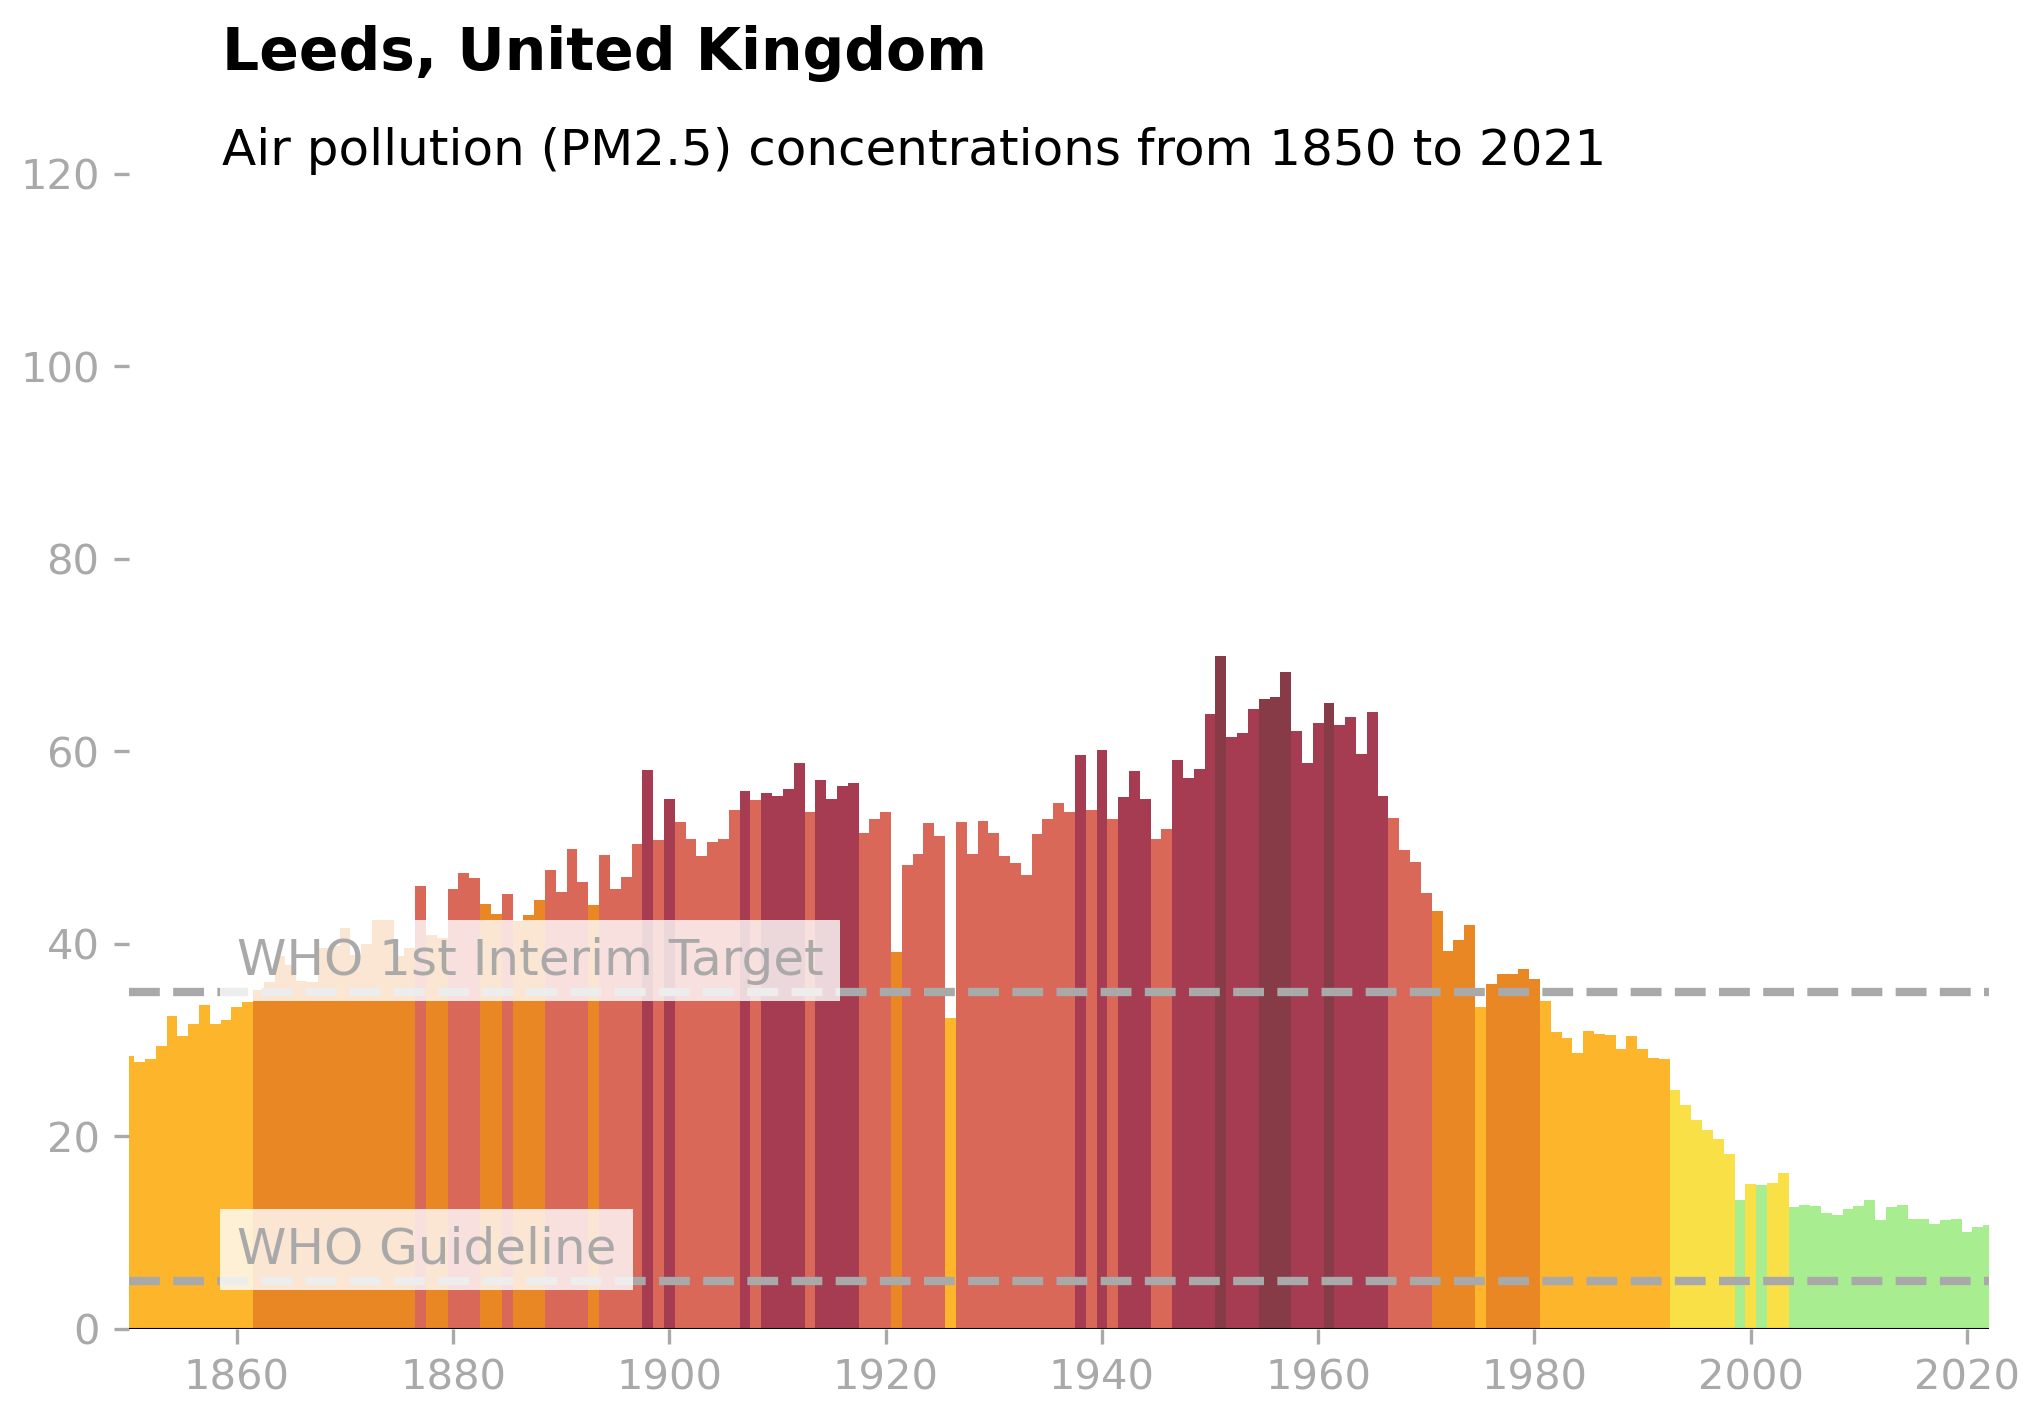 Leeds, United Kingdom
Air pollution (PM2.5) concentrations from 1850 to 2021
120
100
80
60
40
WHO 1st Interim Target
20
WHO Guideline
0
1860 1880 1900 1920 1940 1960 1980 2000 2020